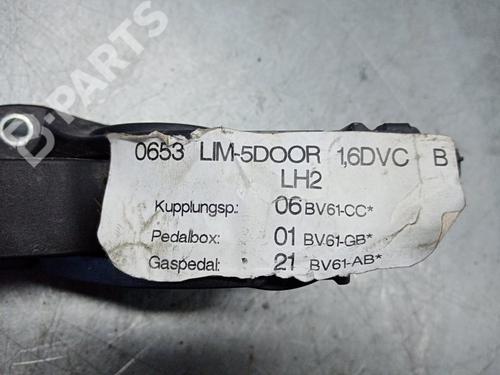 B-PARTS
0653 LIM-5DOOR 1,6DVC B
LH2
Kupplungsp.: 06 BV61-CC*
Pedalbox: 01 BV61-GB*
Gaspedal: 21 BV61-AB*